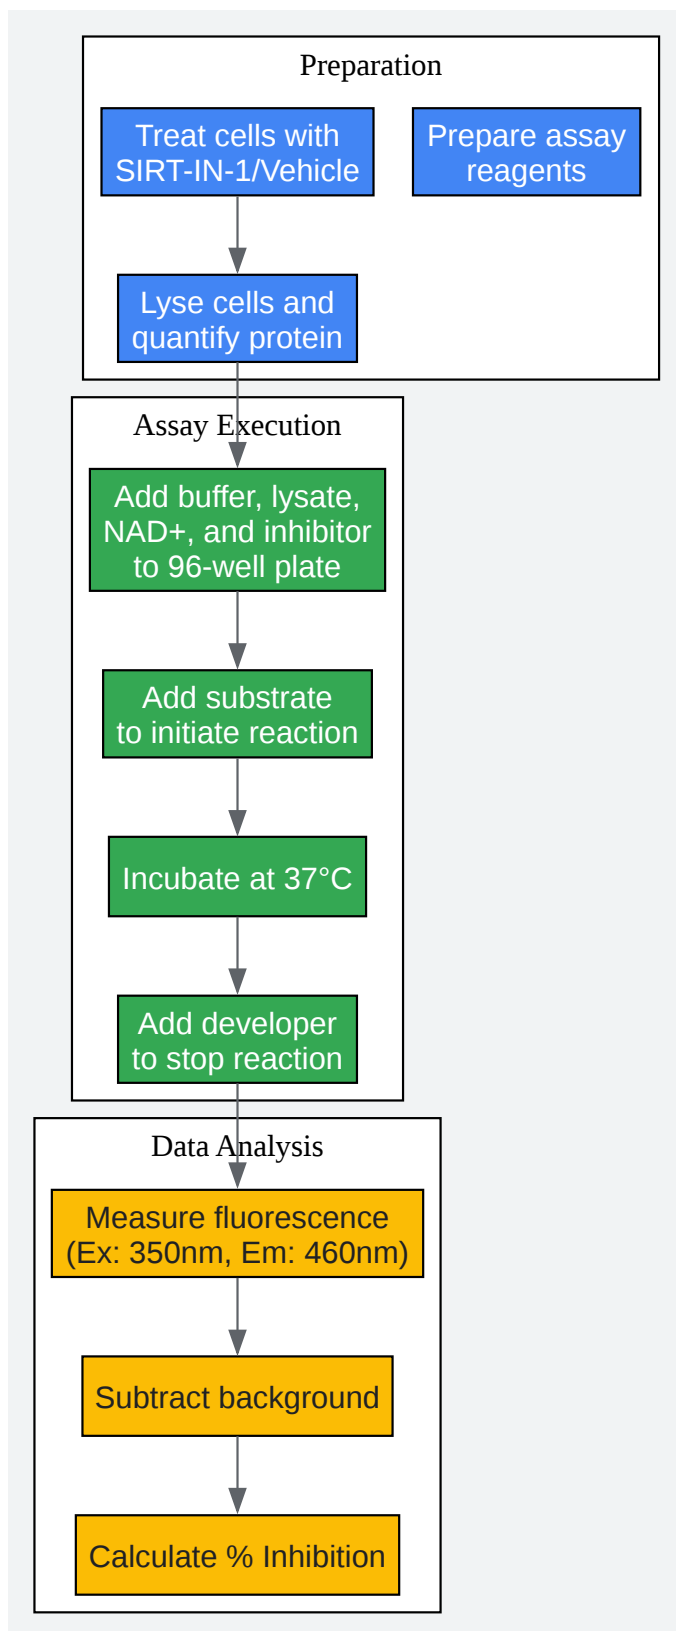 Preparation
Treat cells with
SIRT-IN-1/Vehicle
Prepare assay
reagents
Lyse cells and
quantify protein
Assay Execution
Add buffer, lysate,
NAD+, and inhibitor
to 96-well plate
Add substrate
to initiate reaction
Incubate at 37°C
Add developer
to stop reaction
Data Analysis
Measure fluorescence
(Ex: 350nm, Em: 460nm)
Subtract background
Calculate % Inhibition